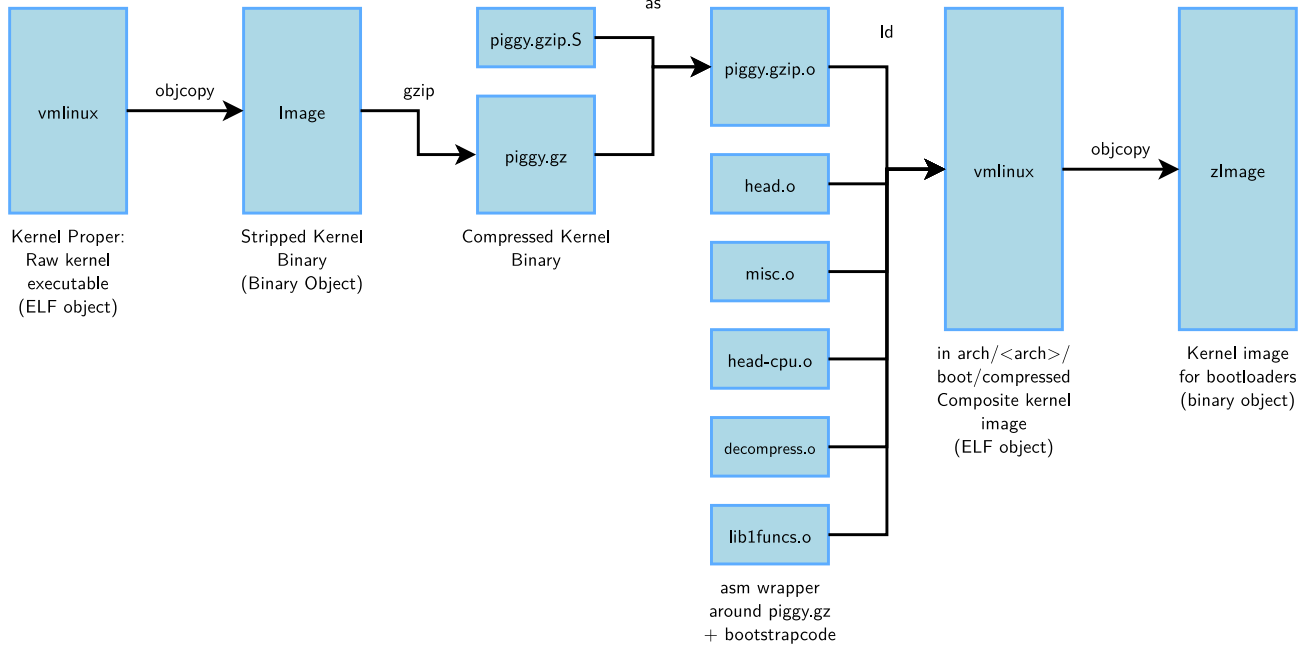 as
ld
piggy.gzip.S
piggy.gzip.o
objcopy
gzip
vmlinux
Image
piggy.gz
objcopy
head.o
vmlinux
zImage
Kernel Proper:
Raw kernel
executable
(ELF object)
Stripped Kernel
Binary
(Binary Object)
Compressed Kernel
Binary
misc.o
head-cpu.o
decompress.o
lib1funcs.o
asm wrapper
around piggy.gz
+ bootstrapcode
in arch/<arch>/
boot/compressed
Composite kernel
image
(ELF object)
Kernel image
for bootloaders
(binary object)